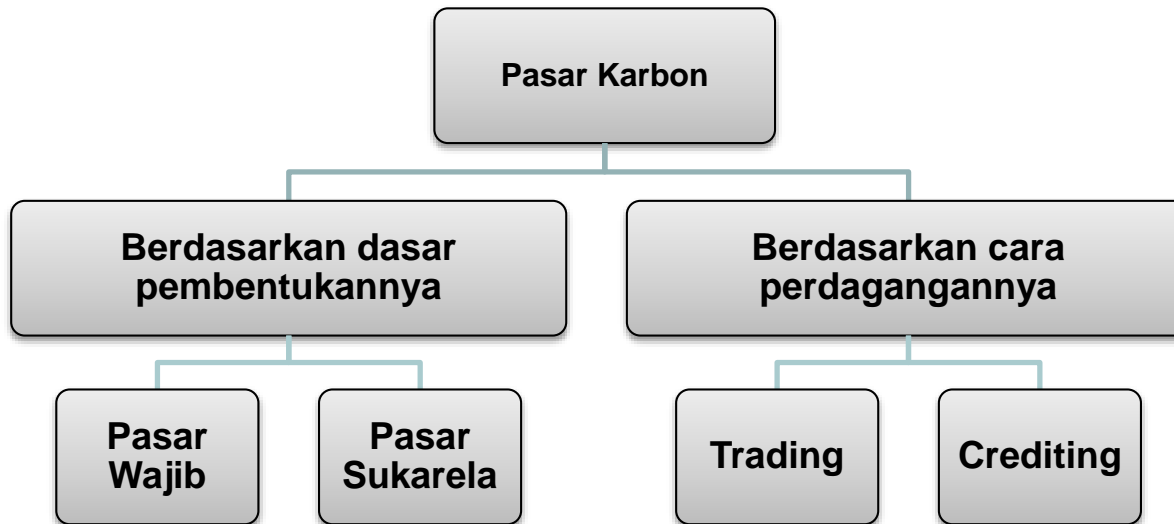 Pasar Karbon
Berdasarkan dasar
pembentukannya
Berdasarkan cara
perdagangannya
Pasar
Wajib
Pasar
Sukarela
Trading
Crediting